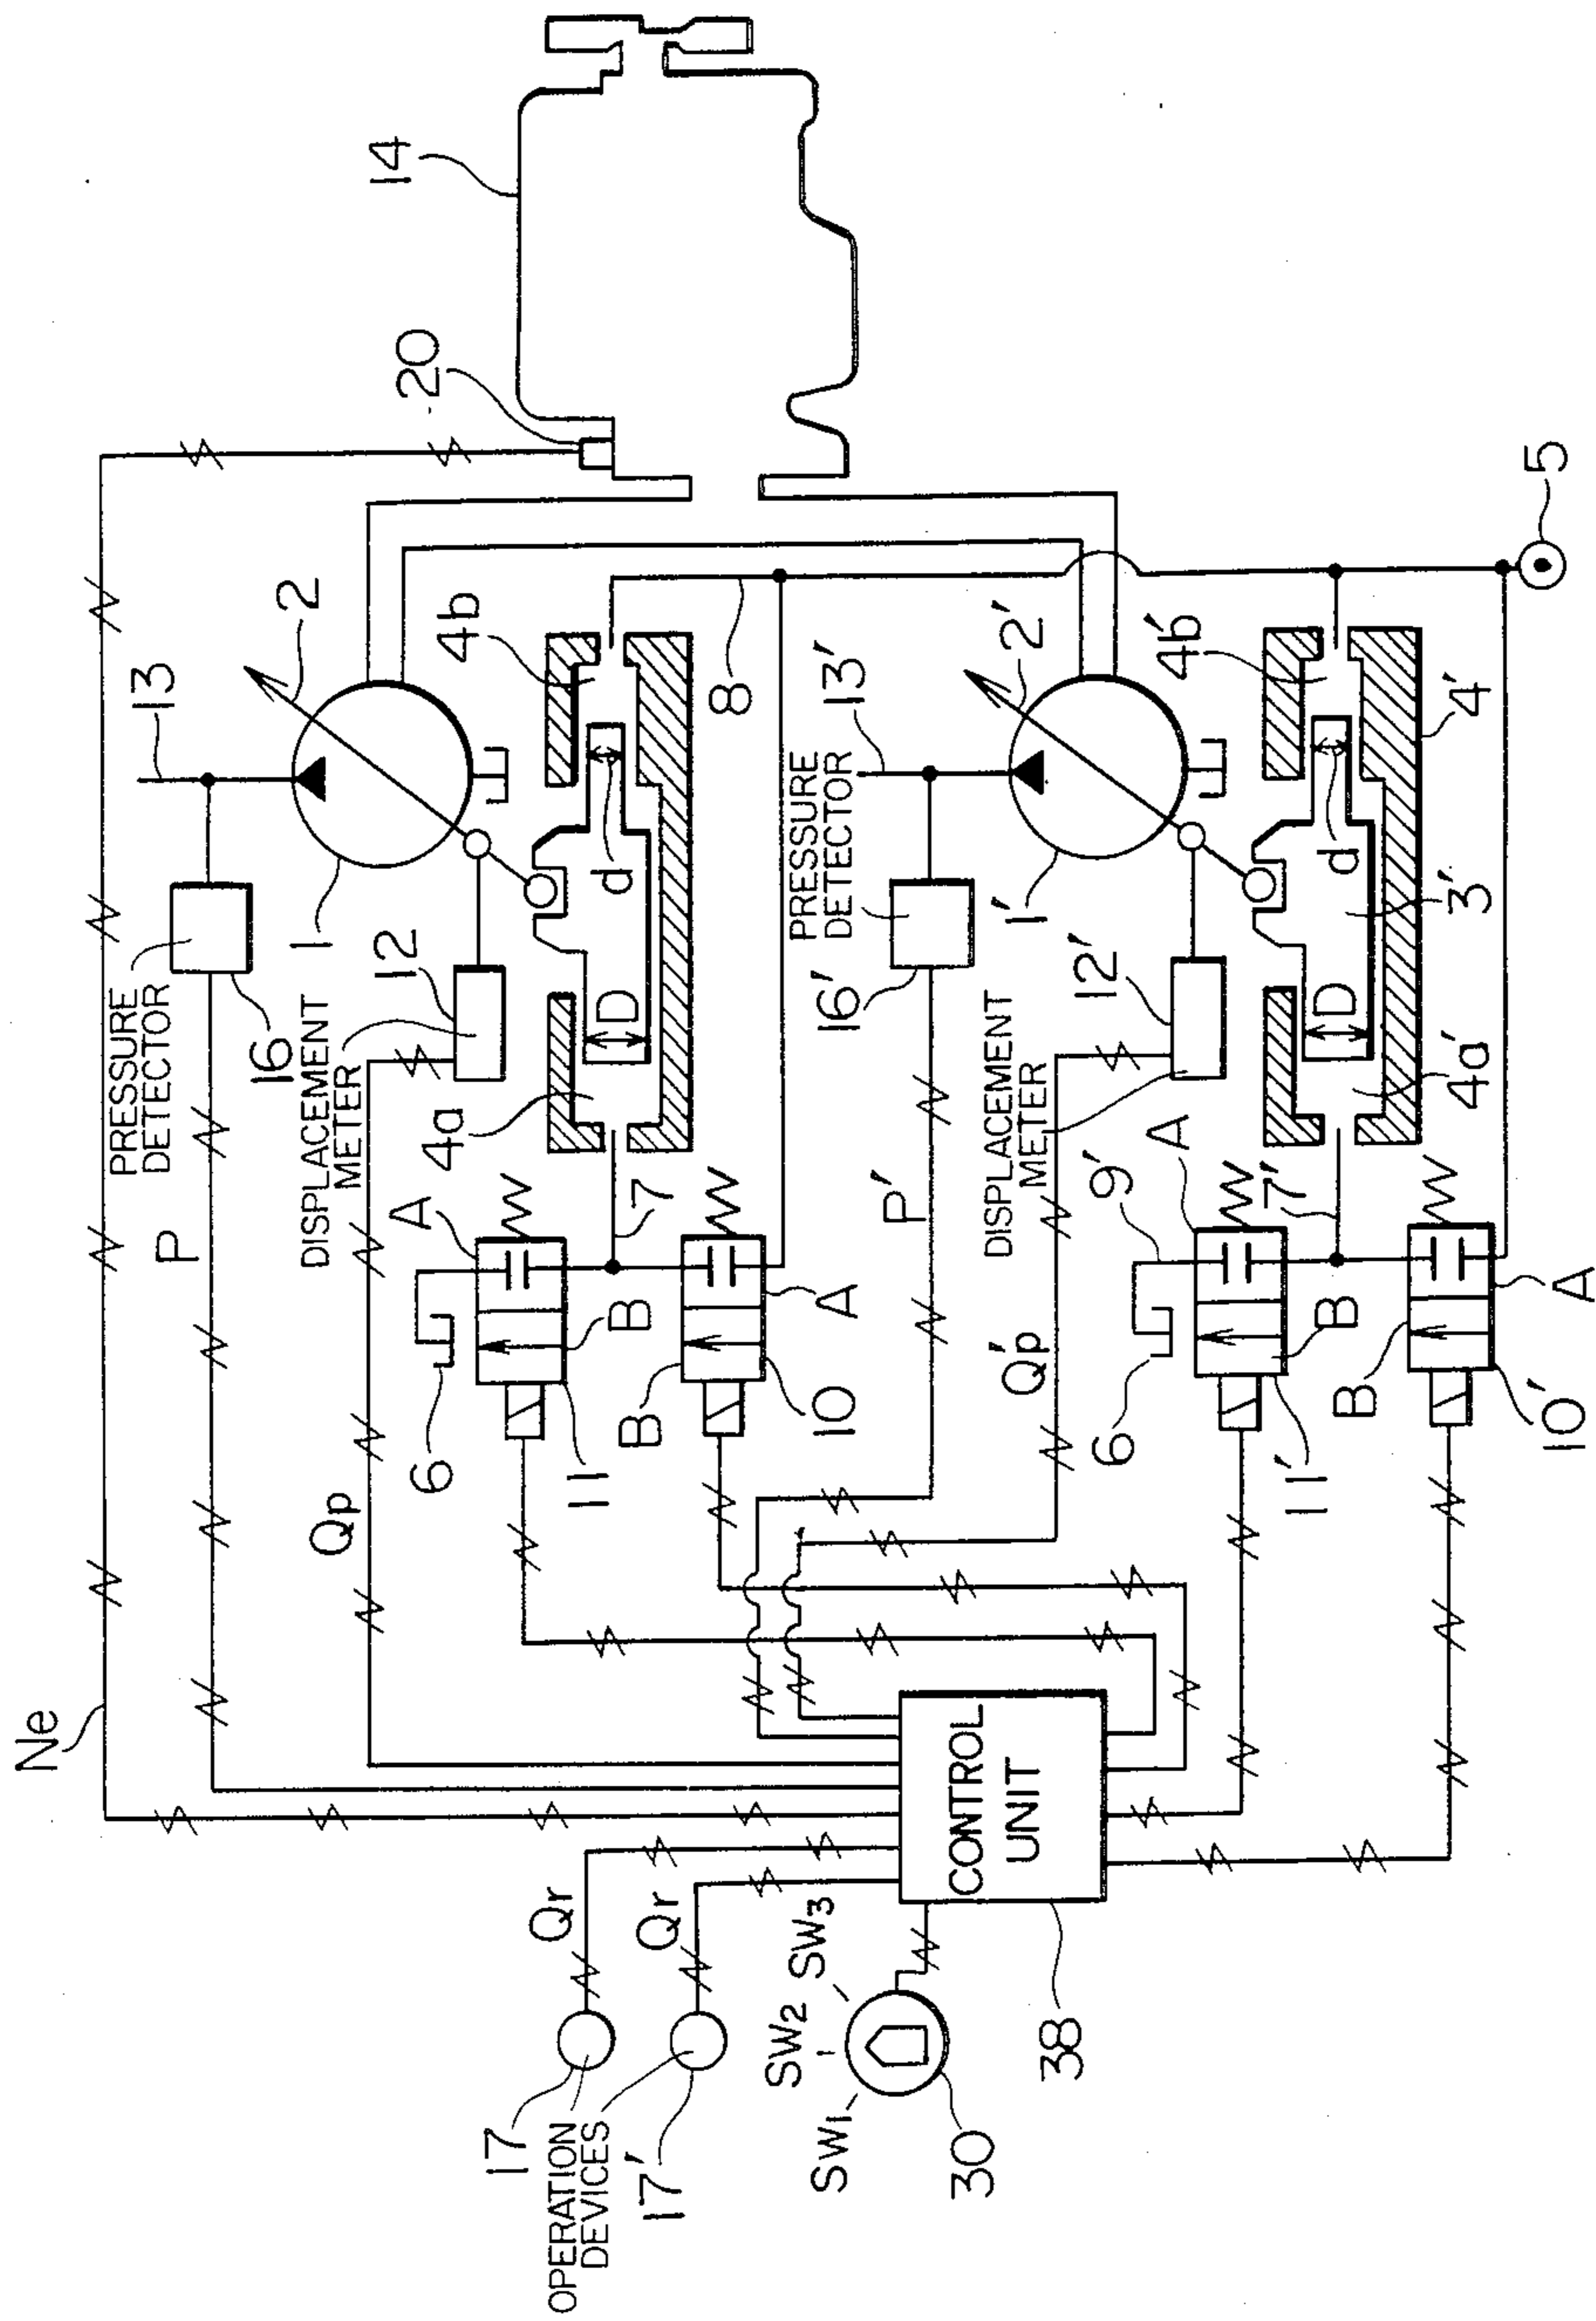 Ne
P
PRESSURE
DETECTOR
16
13
2
1
20
14
Qp
DISPLACEMENT
METER
12
6
A
B
11
4a
D
d
4b
7
8
B
A
10
Qr
Qr
17
OPERATION
DEVICES
17'
SW1
SW2
SW3
30
CONTROL
UNIT
38
P'
PRESSURE
DETECTOR
16'
13'
2'
1'
Q'p
DISPLACEMENT
METER
12'
6
9'
A
B
11'
7'
4a'
D
d
3'
4b'
4'
B
A
10'
5